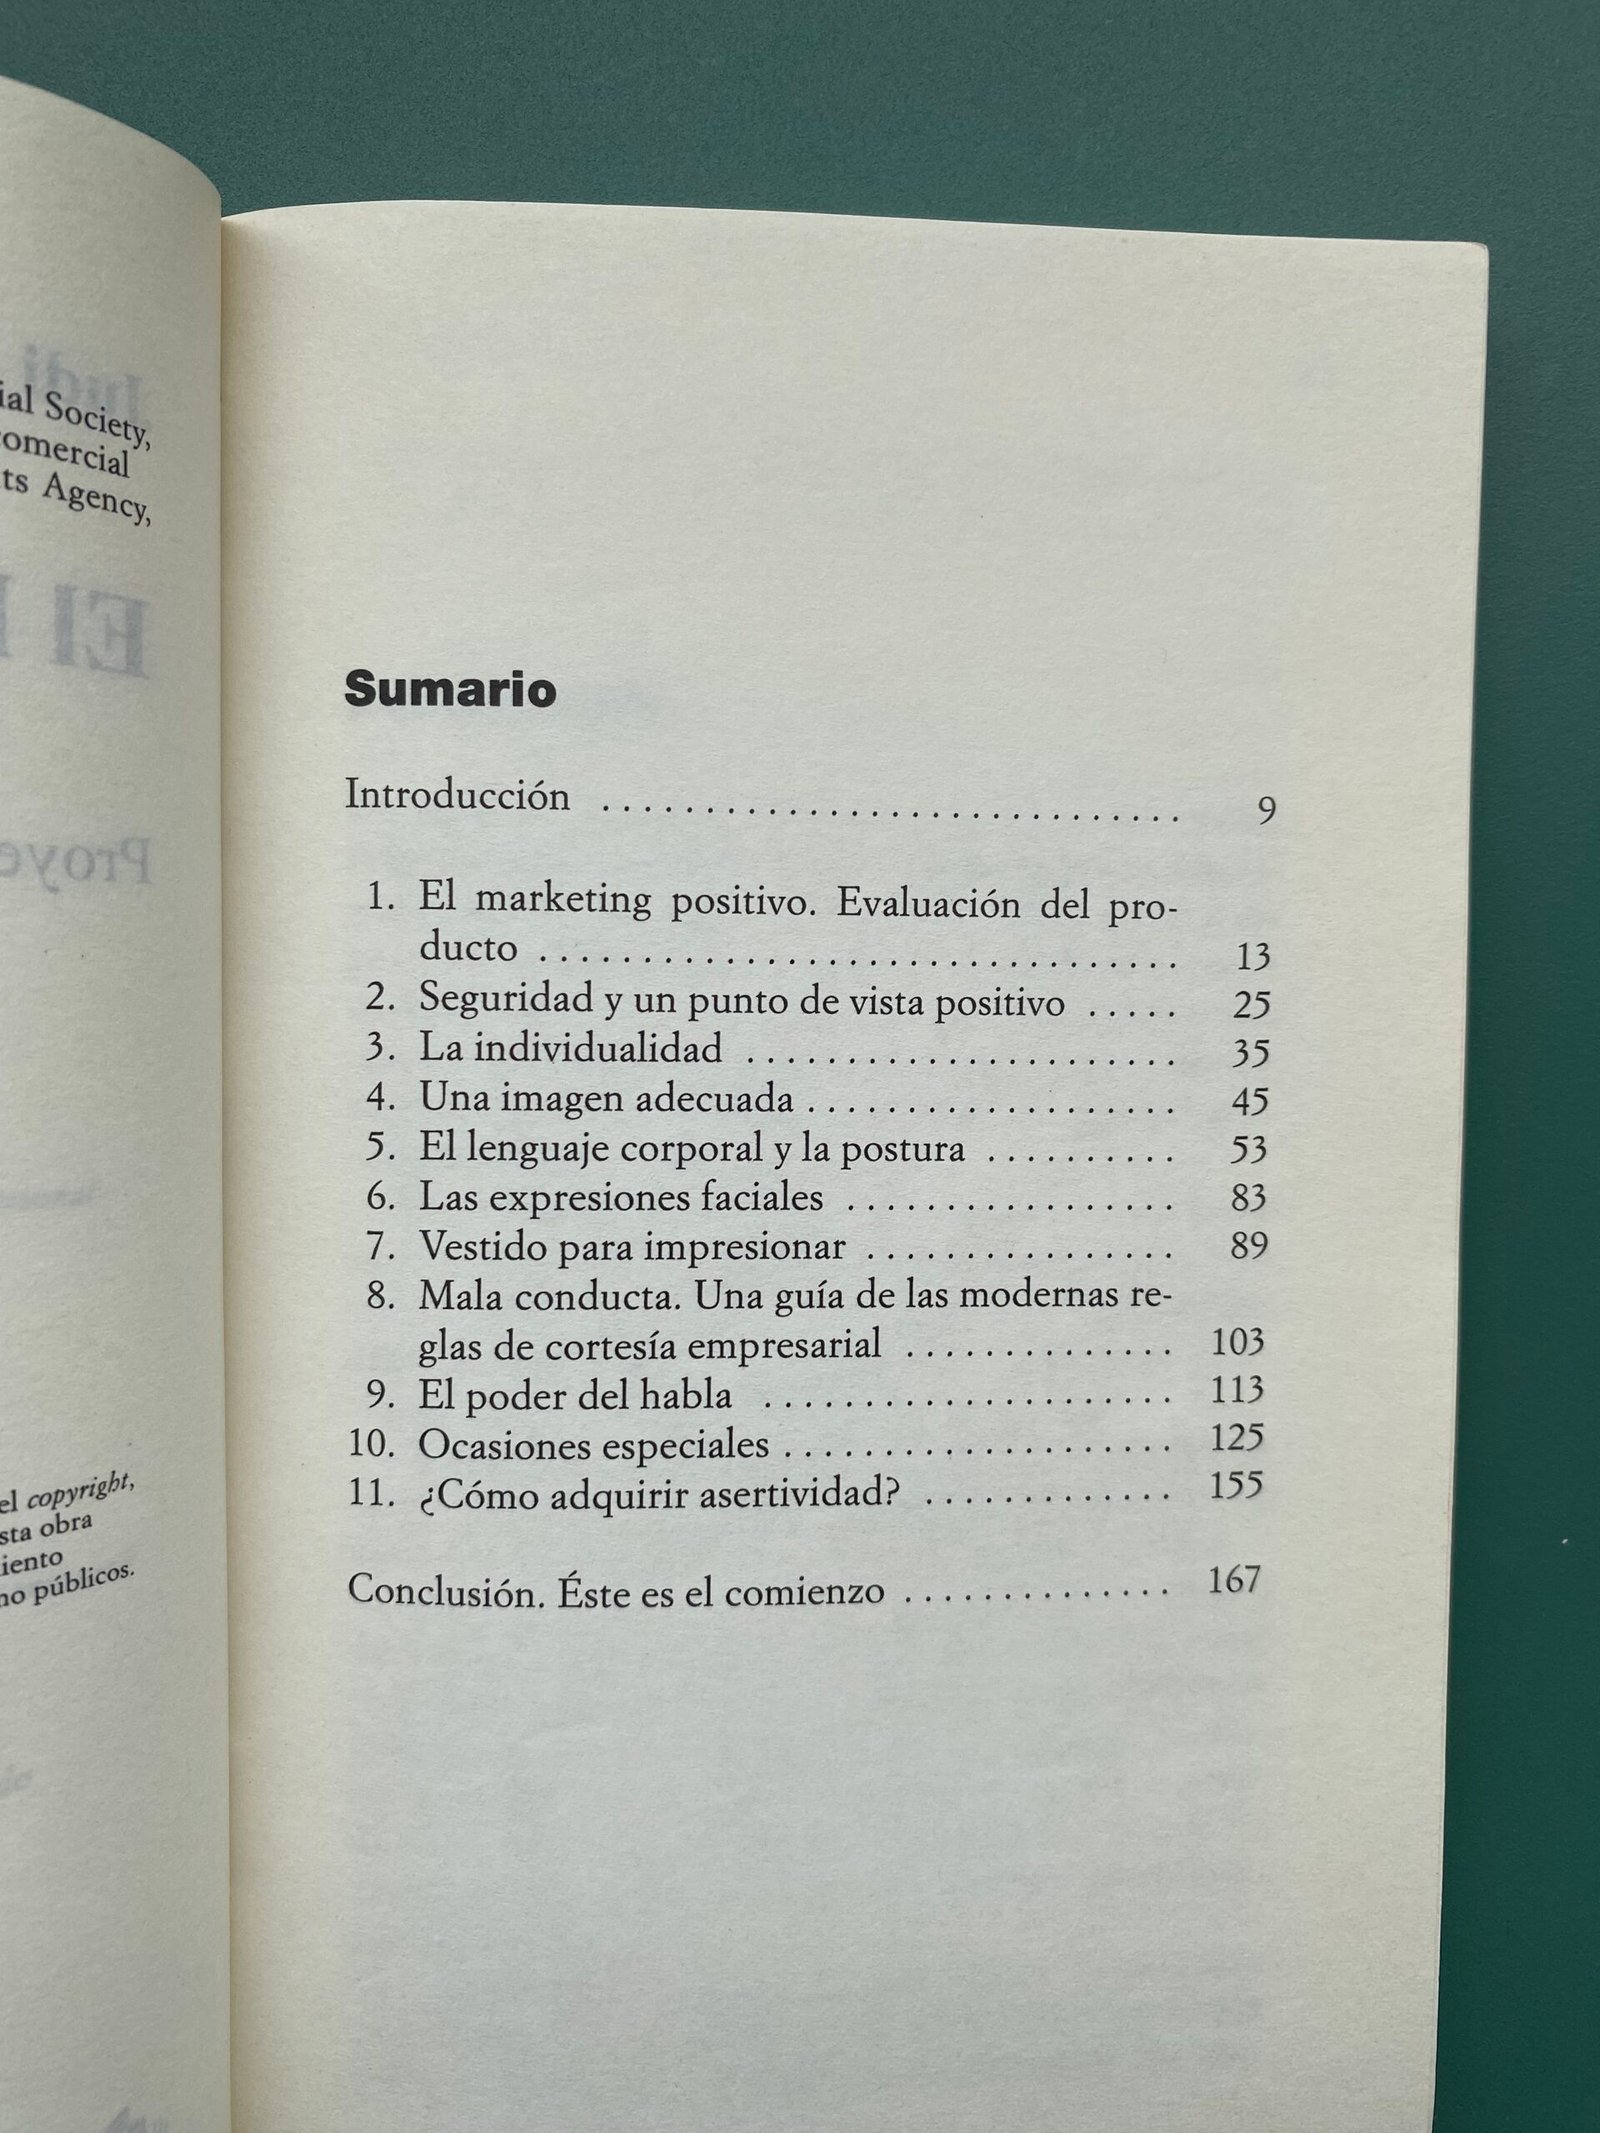 ial Society,
comercial
ts Agency,
el copyright,
sta obra
iento
no públicos.
Sumario
Introducción .............................. 9
1. El marketing positivo. Evaluación del pro-
ducto ................................ 13
2. Seguridad y un punto de vista positivo ..... 25
3. La individualidad ...................... 35
4. Una imagen adecuada ................... 45
5. El lenguaje corporal y la postura .......... 53
6. Las expresiones faciales ................. 83
7. Vestido para impresionar ................ 89
8. Mala conducta. Una guía de las modernas re-
glas de cortesía empresarial .............. 103
9. El poder del habla ..................... 113
10. Ocasiones especiales .................... 125
11. ¿Cómo adquirir asertividad? ............. 155
Conclusión. Éste es el comienzo .............. 167